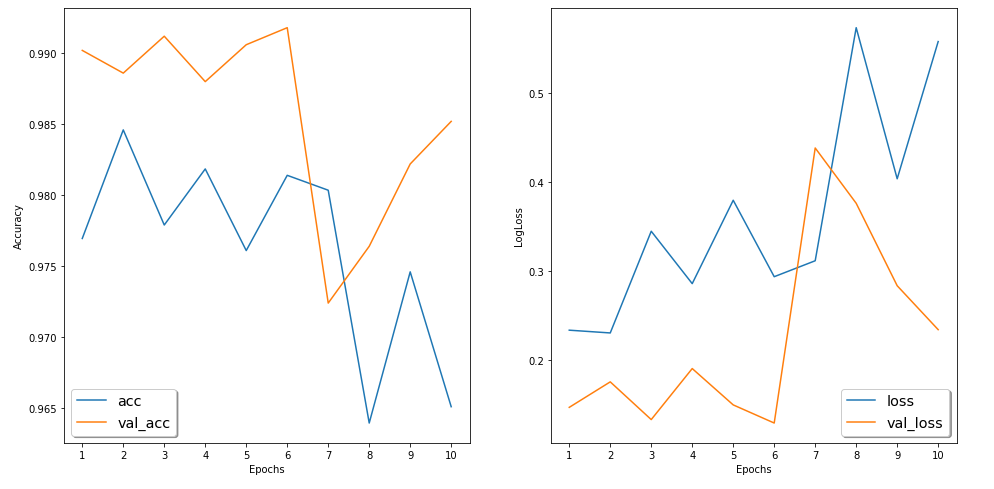 0.990
0.985
0.980
0.975
0.970
0.965
Accuracy
acc
val_acc
1 2 3 4 5 6 7 8 9 10
Epochs
0.5
0.4
0.3
0.2
LogLoss
loss
val_loss
1 2 3 4 5 6 7 8 9 10
Epochs